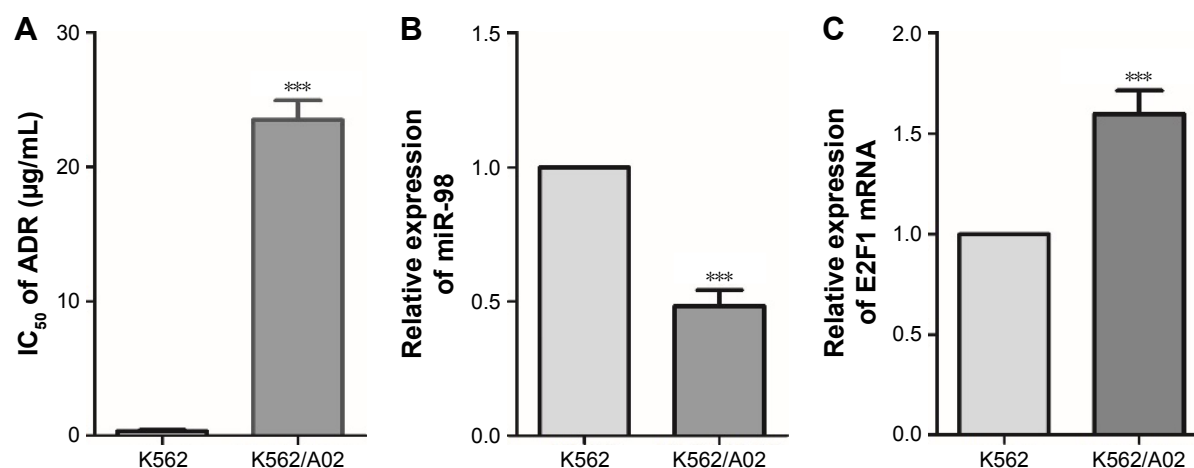 A
IC50 of ADR (µg/mL)
30
20
10
0
***
K562
K562/A02
B
Relative expression
of miR-98
1.5
1.0
0.5
0.0
***
K562
K562/A02
C
Relative expression
of E2F1 mRNA
2.0
1.5
1.0
0.5
0.0
***
K562
K562/A02